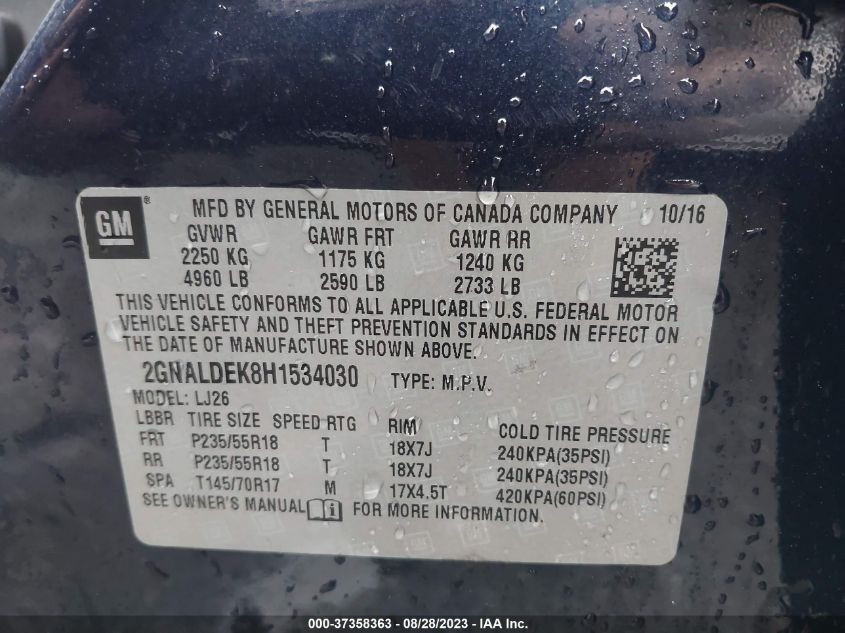 GM ® MFD BY GENERAL MOTORS OF CANADA COMPANY 10/16
GVWR GAWR FRT GAWR RR
2250 KG 1175 KG 1240 KG
4960 LB 2590 LB 2733 LB
THIS VEHICLE CONFORMS TO ALL APPLICABLE U.S. FEDERAL MOTOR
VEHICLE SAFETY AND THEFT PREVENTION STANDARDS IN EFFECT ON
THE DATE OF MANUFACTURE SHOWN ABOVE.
2GNALDEK8H1534030 TYPE: M.P.V.
MODEL: LJ26
LBBR TIRE SIZE SPEED RTG RIM COLD TIRE PRESSURE
FRT P235/55R18 T 18X7J 240KPA(35PSI)
RR P235/55R18 T 18X7J 240KPA(35PSI)
SPA T145/70R17 M 17X4.5T 420KPA(60PSI)
SEE OWNER'S MANUAL i FOR MORE INFORMATION.
000-37358363 - 08/28/2023 - © IAA Inc.